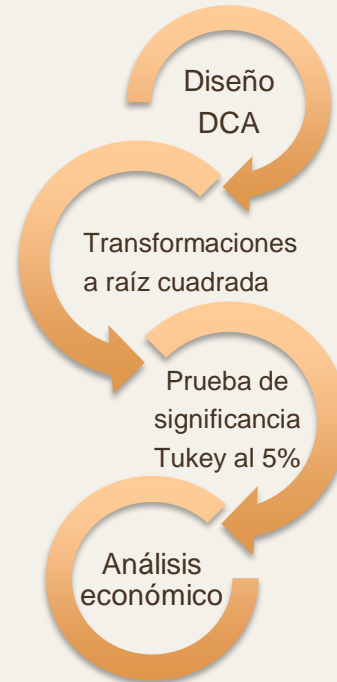 Diseño
DCA
Transformaciones
a raíz cuadrada
Prueba de
significancia
Tukey al 5%
Análisis
económico